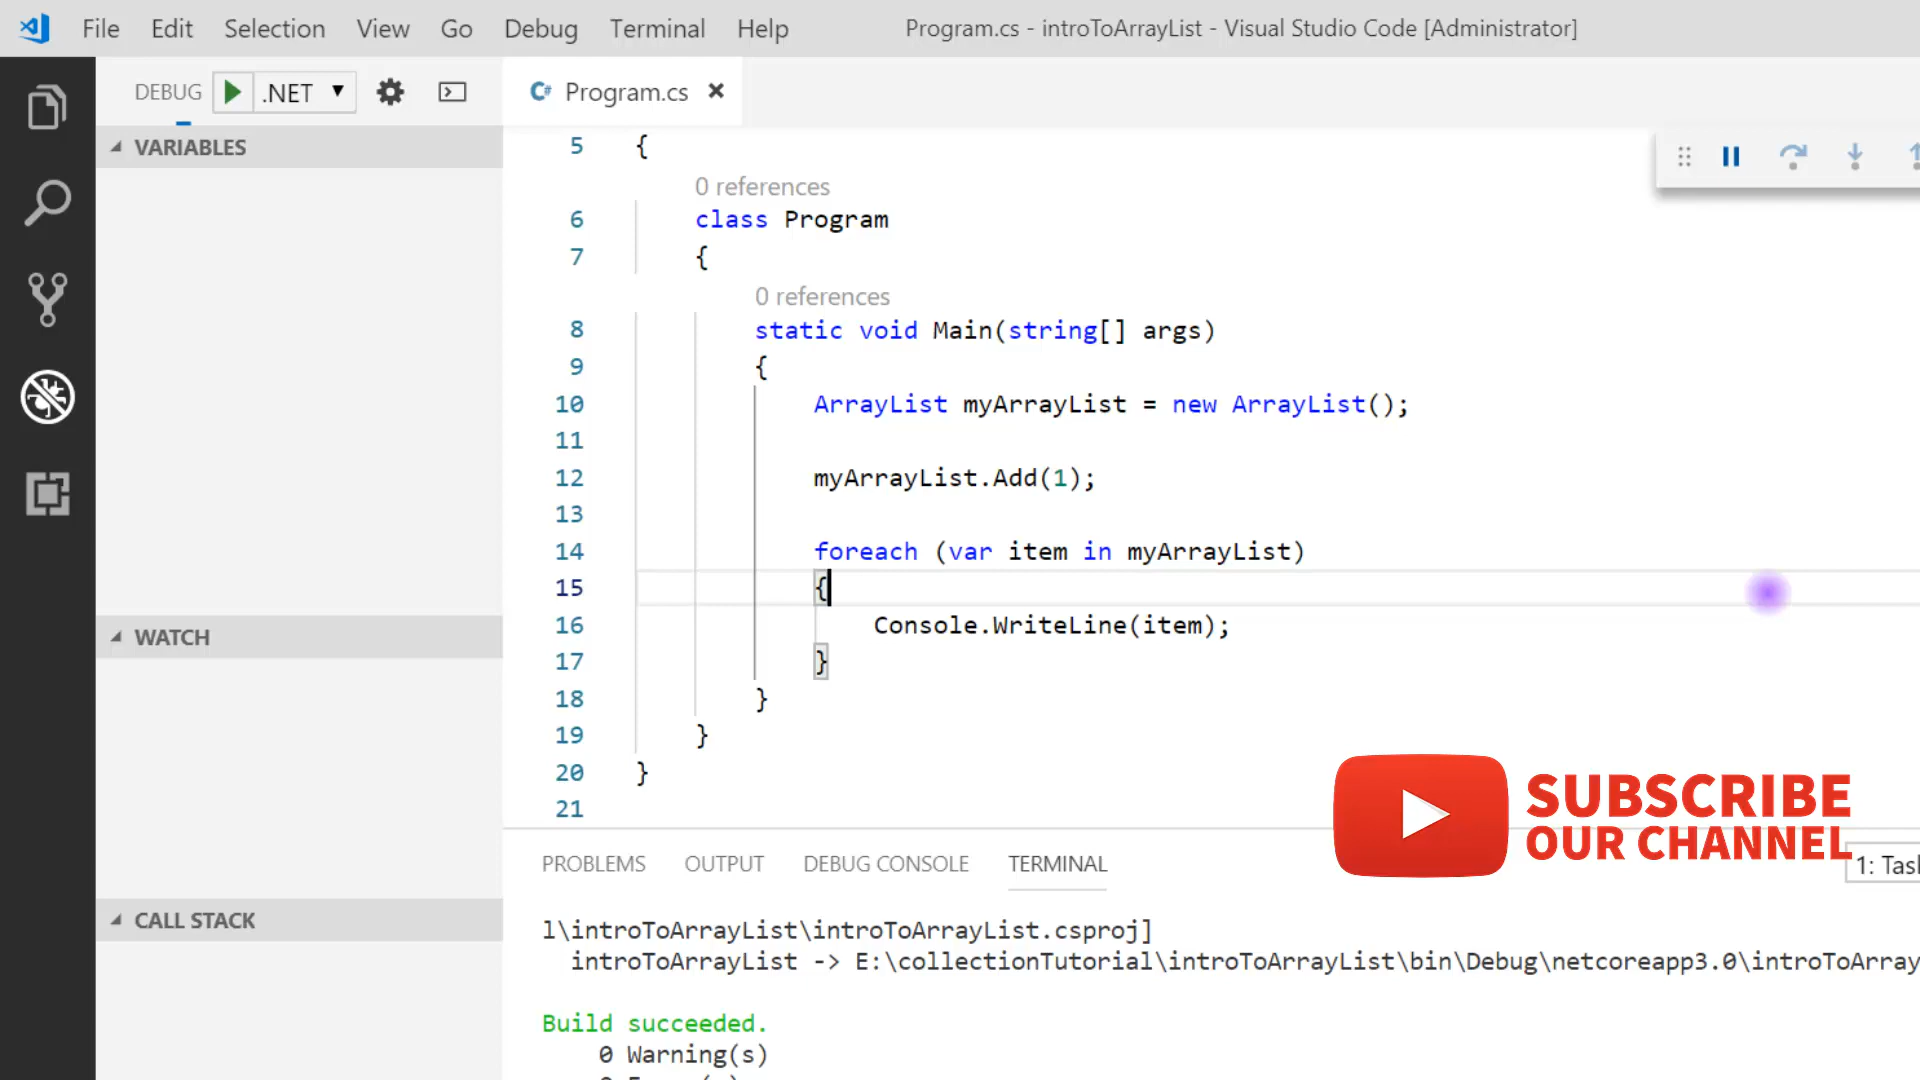 File Edit Selection View Go Debug Terminal Help Program.cs - introToArrayList - Visual Studio Code [Administrator]
DEBUG .NET
Program.cs
VARIABLES
WATCH
CALL STACK
5 {
0 references
6 class Program
7 {
0 references
8 static void Main(string[] args)
9 {
10 ArrayList myArrayList = new ArrayList();
11
12 myArrayList.Add(1);
13
14 foreach (var item in myArrayList)
15 {
16 Console.WriteLine(item);
17 }
18 }
19 }
20 }
21
SUBSCRIBE
OUR CHANNEL
PROBLEMS OUTPUT DEBUG CONSOLE TERMINAL 1: Task
l\introToArrayList\introToArrayList.csproj]
introToArrayList -> E:\collectionTutorial\introToArrayList\bin\Debug\netcoreapp3.0\introToArray
Build succeeded.
0 Warning(s)